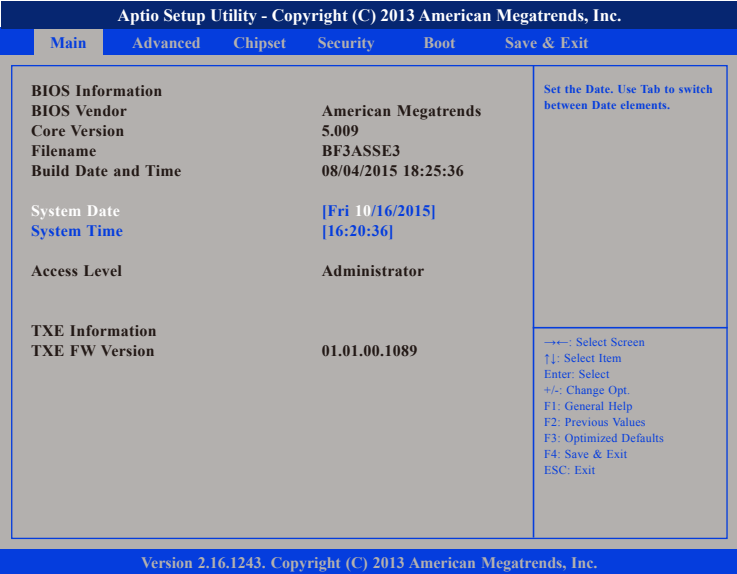 Aptio Setup Utility - Copyright (C) 2013 American Megatrends, Inc.
Main Advanced Chipset Security Boot Save & Exit
BIOS Information
BIOS Vendor American Megatrends
Core Version 5.009
Filename BF3ASSE3
Build Date and Time 08/04/2015 18:25:36
System Date [Fri 10/16/2015]
System Time [16:20:36]
Access Level Administrator
TXE Information
TXE FW Version 01.01.00.1089
Set the Date. Use Tab to switch
between Date elements.
→←: Select Screen
↑↓: Select Item
Enter: Select
+/-: Change Opt.
F1: General Help
F2: Previous Values
F3: Optimized Defaults
F4: Save & Exit
ESC: Exit
Version 2.16.1243. Copyright (C) 2013 American Megatrends, Inc.